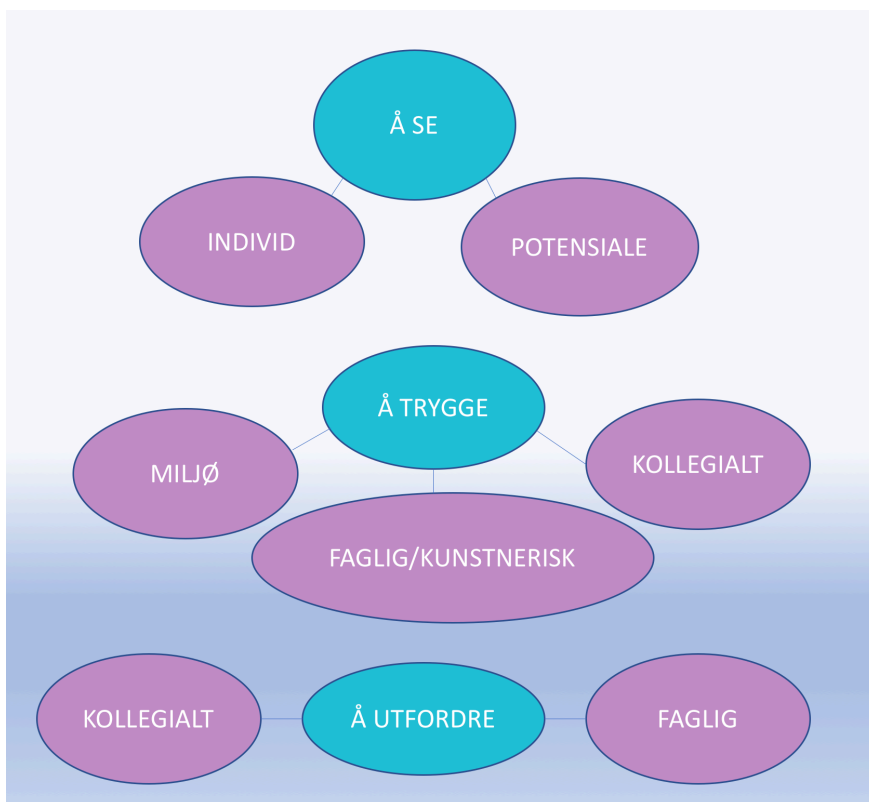 Å SE
INDIVID
POTENSIALE
Å TRYGGE
MILJØ
KOLLEGIALT
FAGLIG/KUNSTNERISK
KOLLEGIALT
Å UTFORDRE
FAGLIG